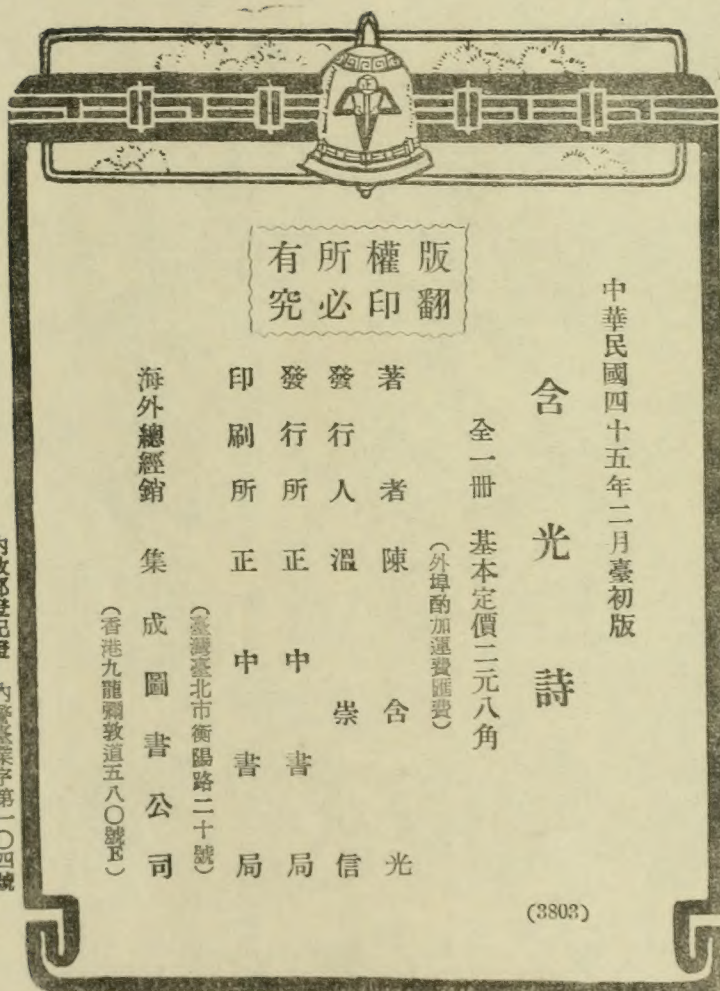 中華民國四十五年二月臺初版
含光詩
全一冊 基本定價二元八角
(外埠酌加運費匯費)
版權所有
翻印必究
著者陳含光
發行人溫崇信
發行所正中書局
印刷所正中書局
(臺灣臺北市衡陽路二十號)
海外總經銷 集成圖書公司
(香港九龍彌敦道五八〇號E)
(3803)
內政部登記證 內警臺業字第一〇四號